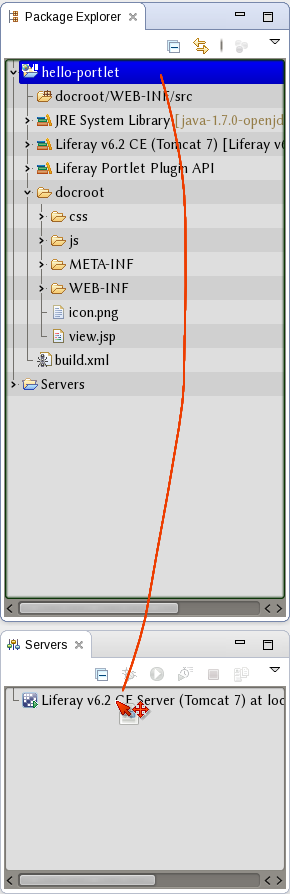 Package Explorer
hello-portlet
docroot/WEB-INF/src
JRE System Library [java-1.7.0-openjd
Liferay v6.2 CE (Tomcat 7) [Liferay v6
Liferay Portlet Plugin API
docroot
css
js
META-INF
WEB-INF
icon.png
view.jsp
build.xml
Servers
Servers
Liferay v6.2 CE Server (Tomcat 7) at loc